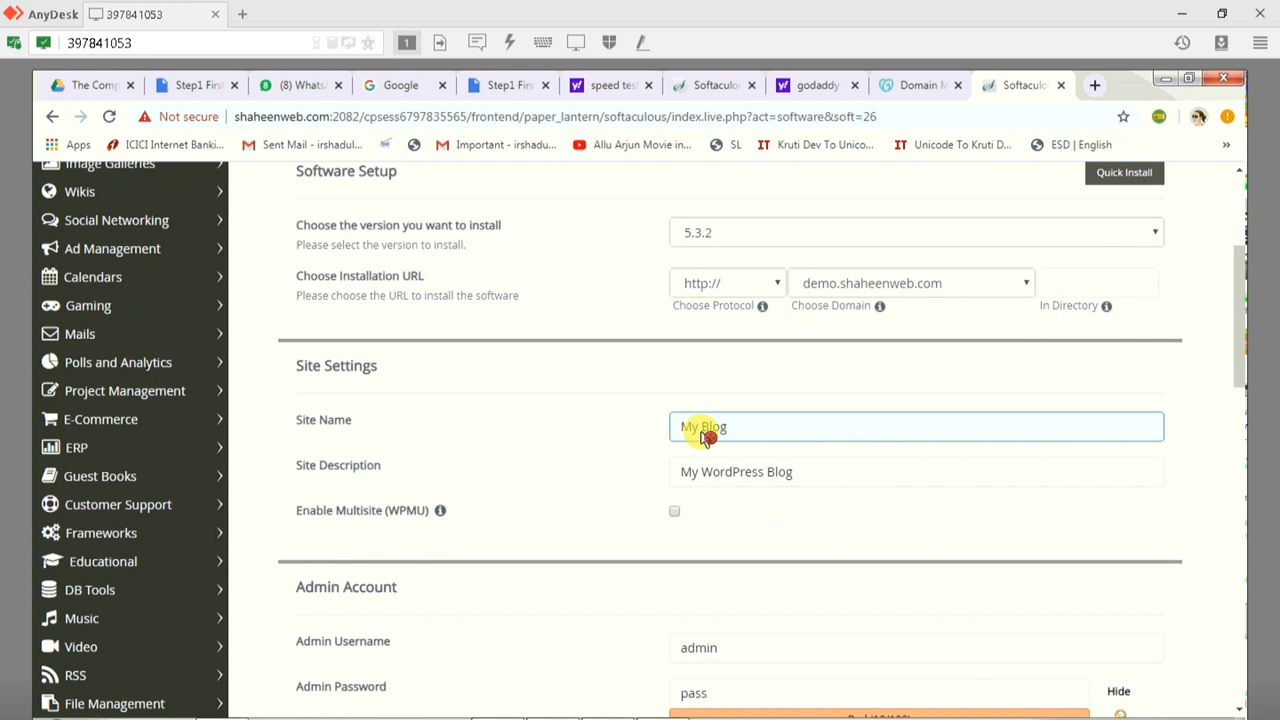 AnyDesk
397841053
397841053
1
The Comp
Step1 Firs
(8) Whats
Google
Step1 Firs
speed tes
Softaculo
godaddy
Domain M
Softaculo
Not secure
shaheenweb.com:2082/cpsess6797835565/frontend/paper_lantern/softaculous/index.live.php?act=software&soft=26
Apps
ICICI Internet Banki...
Sent Mail - irshadul...
Important - irshadu...
Allu Arjun Movie in...
SL
Kruti Dev To Unico...
Unicode To Kruti D...
ESD | English
Image Galleries
Wikis
Social Networking
Ad Management
Calendars
Gaming
Mails
Polls and Analytics
Project Management
E-Commerce
ERP
Guest Books
Customer Support
Frameworks
Educational
DB Tools
Music
Video
RSS
File Management
Software Setup
Quick Install
Choose the version you want to install
Please select the version to install.
5.3.2
Choose Installation URL
Please choose the URL to install the software
http://
demo.shaheenweb.com
Choose Protocol
Choose Domain
In Directory
Site Settings
Site Name
My Blog
Site Description
My WordPress Blog
Enable Multisite (WPMU)
Admin Account
Admin Username
admin
Admin Password
pass
Hide